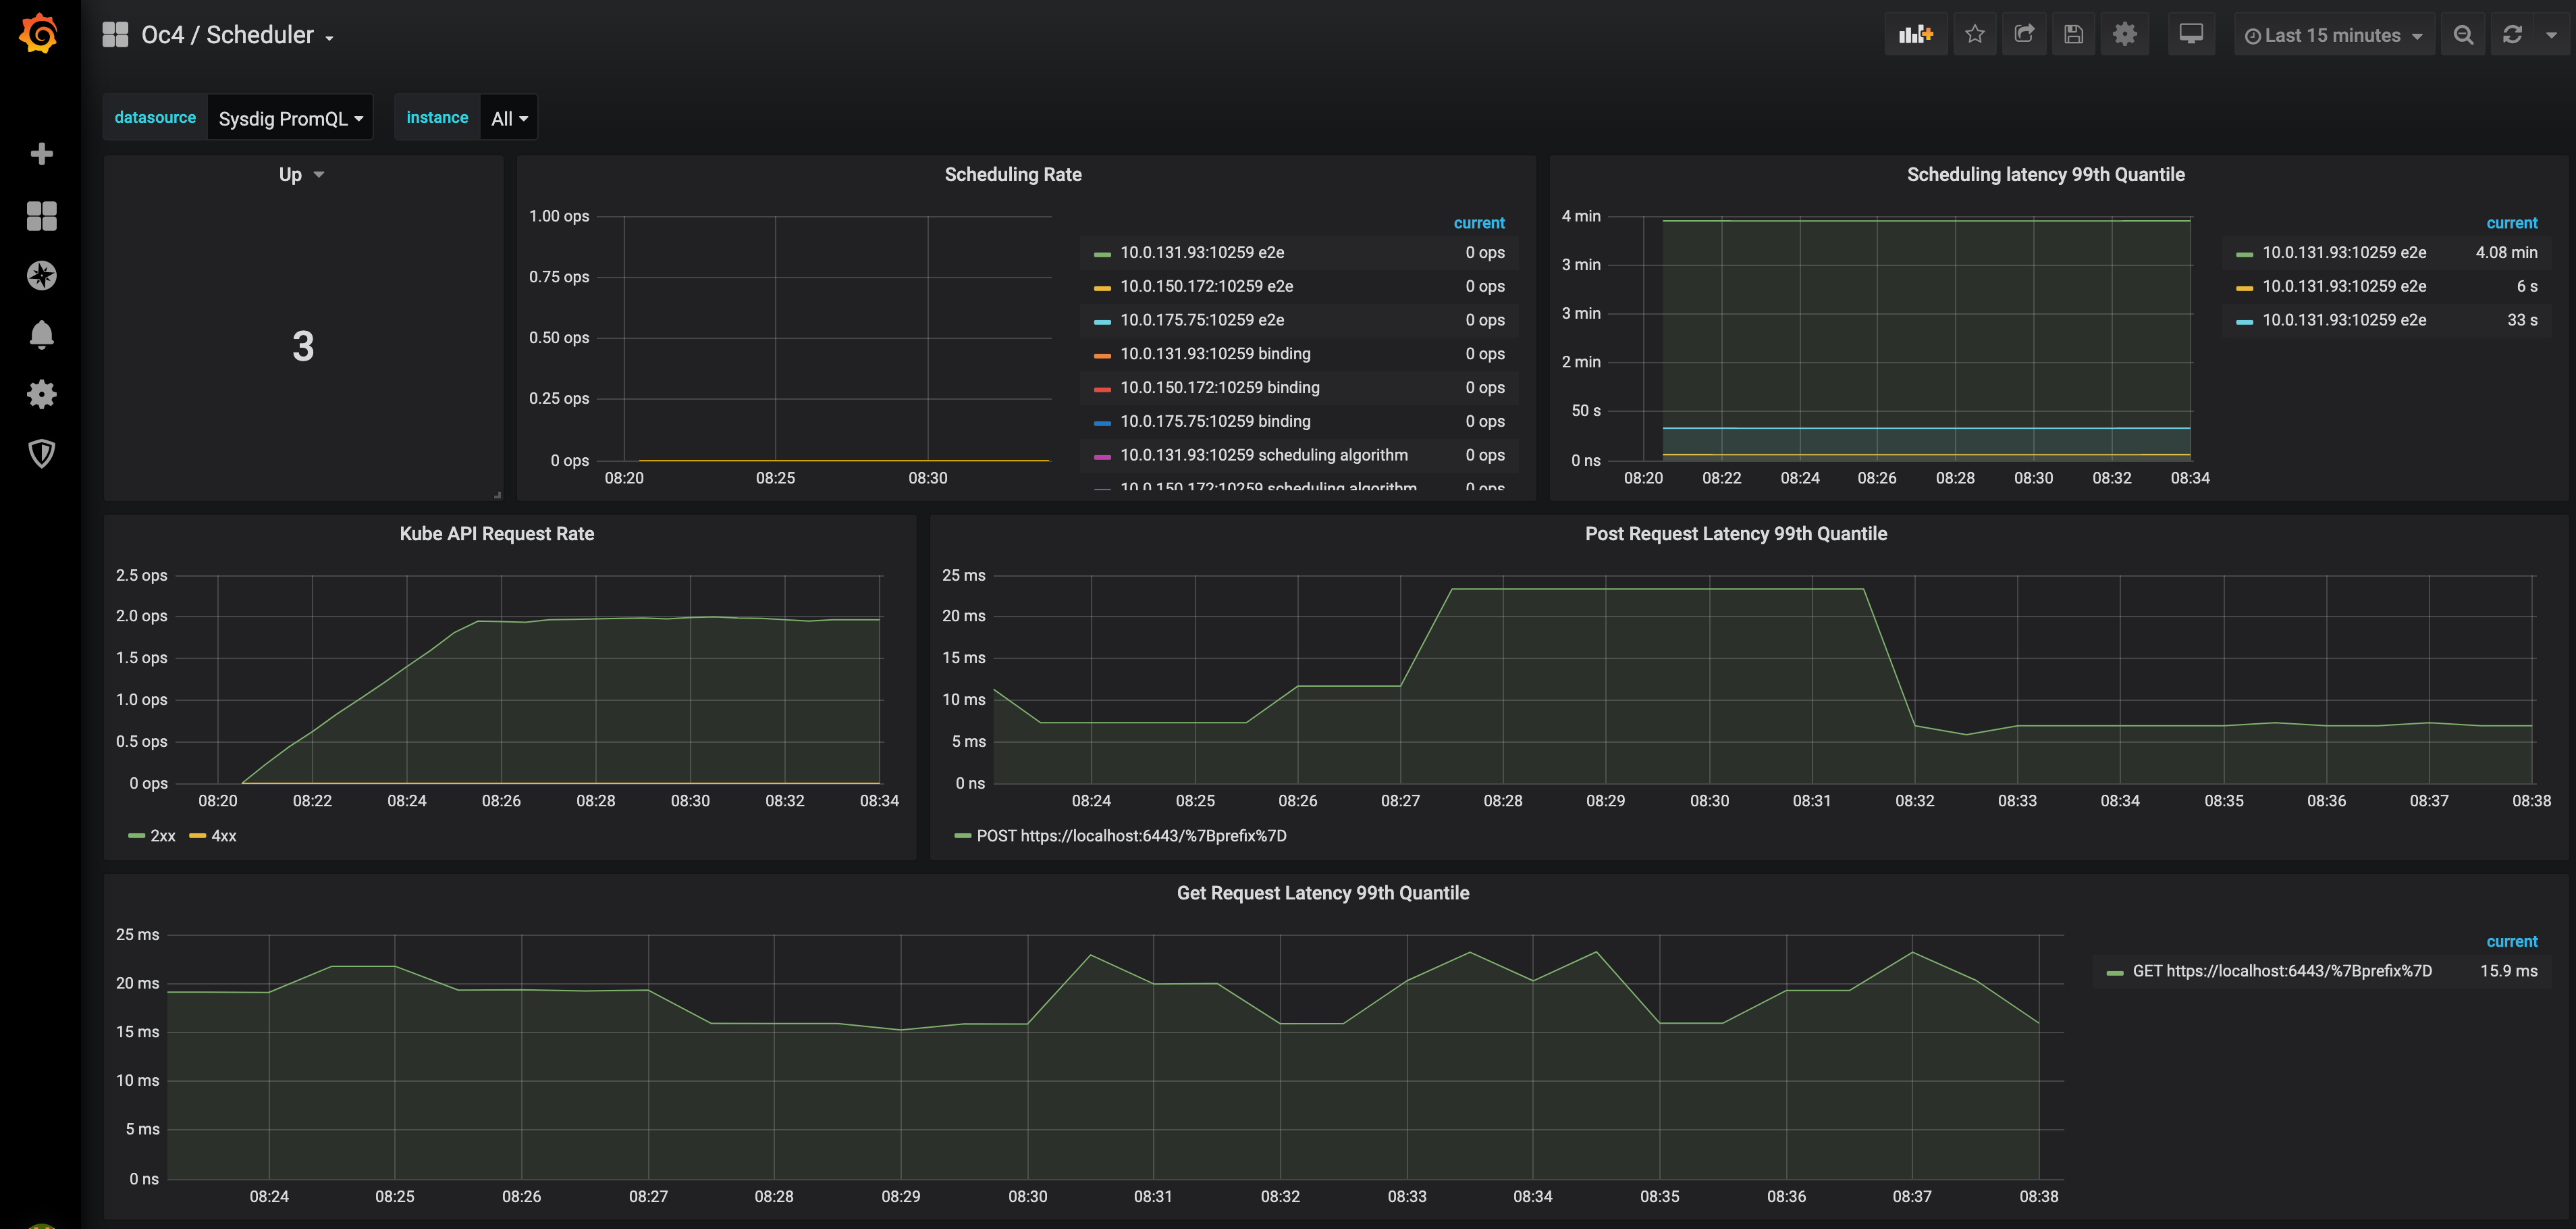 Oc4 / Scheduler
Last 15 minutes
datasource Sysdig PromQL instance All
Up
3
Scheduling Rate
1.00 ops
0.75 ops
0.50 ops
0.25 ops
0 ops
08:20 08:25 08:30
current
10.0.131.93:10259 e2e 0 ops
10.0.150.172:10259 e2e 0 ops
10.0.175.75:10259 e2e 0 ops
10.0.131.93:10259 binding 0 ops
10.0.150.172:10259 binding 0 ops
10.0.175.75:10259 binding 0 ops
10.0.131.93:10259 scheduling algorithm 0 ops
10.0.150.172:10259 scheduling algorithm 0 ops
Scheduling latency 99th Quantile
4 min
3 min
3 min
2 min
50 s
0 ns
08:20 08:22 08:24 08:26 08:28 08:30 08:32 08:34
current
10.0.131.93:10259 e2e 4.08 min
10.0.131.93:10259 e2e 6 s
10.0.131.93:10259 e2e 33 s
Kube API Request Rate
2.5 ops
2.0 ops
1.5 ops
1.0 ops
0.5 ops
0 ops
08:20 08:22 08:24 08:26 08:28 08:30 08:32 08:34
2xx 4xx
Post Request Latency 99th Quantile
25 ms
20 ms
15 ms
10 ms
5 ms
0 ns
08:24 08:25 08:26 08:27 08:28 08:29 08:30 08:31 08:32 08:33 08:34 08:35 08:36 08:37 08:38
POST https://localhost:6443/%7Bprefix%7D
Get Request Latency 99th Quantile
25 ms
20 ms
15 ms
10 ms
5 ms
0 ns
08:24 08:25 08:26 08:27 08:28 08:29 08:30 08:31 08:32 08:33 08:34 08:35 08:36 08:37 08:38
current
GET https://localhost:6443/%7Bprefix%7D 15.9 ms